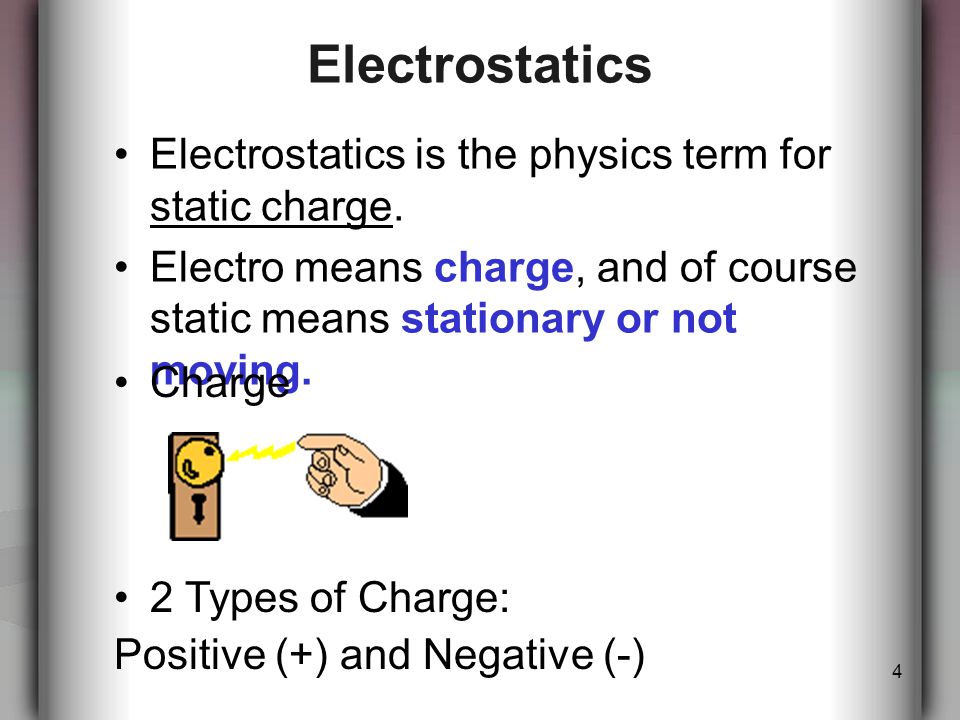 Electrostatics
• Electrostatics is the physics term for
static charge.
• Electro means charge, and of course
static means stationary or not
moving.
• Charge
• 2 Types of Charge:
Positive (+) and Negative (-)
4